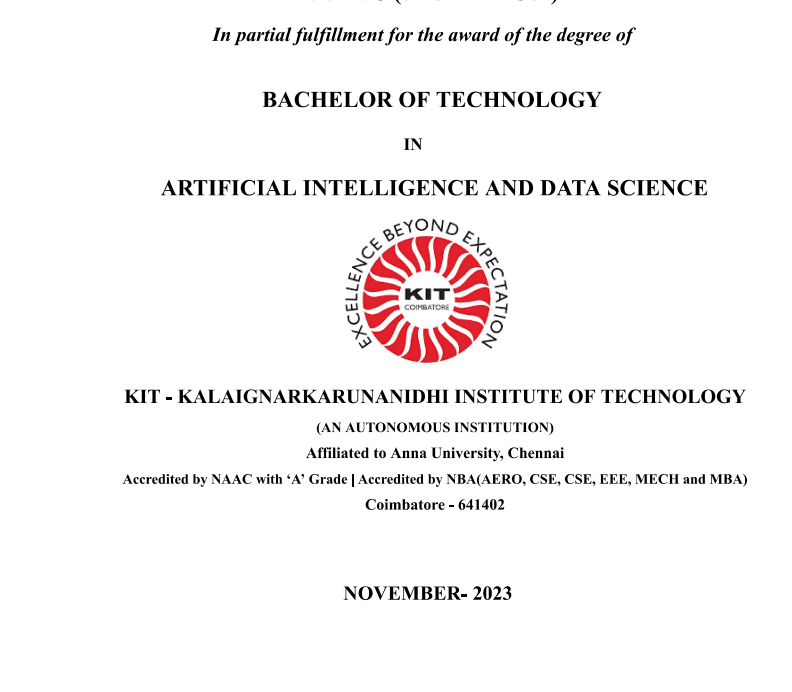 In partial fulfillment for the award of the degree of
BACHELOR OF TECHNOLOGY
IN
ARTIFICIAL INTELLIGENCE AND DATA SCIENCE
EXCELLENCE BEYOND EXPECTATION
KIT
COIMBATORE
KIT - KALAIGNARKARUNANIDHI INSTITUTE OF TECHNOLOGY
(AN AUTONOMOUS INSTITUTION)
Affiliated to Anna University, Chennai
Accredited by NAAC with ‘A’ Grade | Accredited by NBA(AERO, CSE, CSE, EEE, MECH and MBA)
Coimbatore - 641402
NOVEMBER- 2023